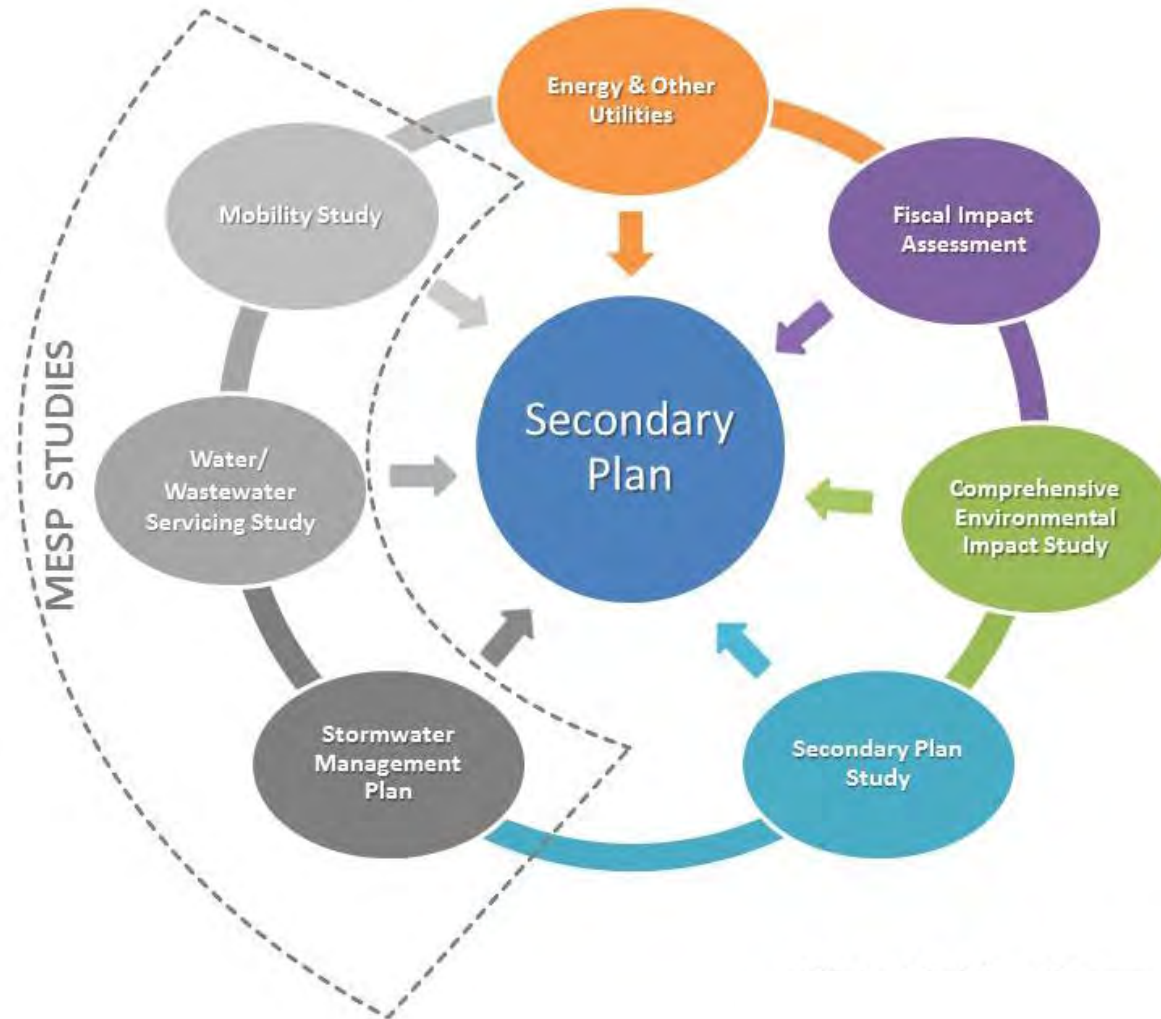 Energy & Other
Utilities
Mobility Study
Fiscal Impact
Assessment
MESP STUDIES
Secondary
Plan
Water/
Wastewater
Servicing Study
Comprehensive
Environmental
Impact Study
Stormwater
Management
Plan
Secondary Plan
Study